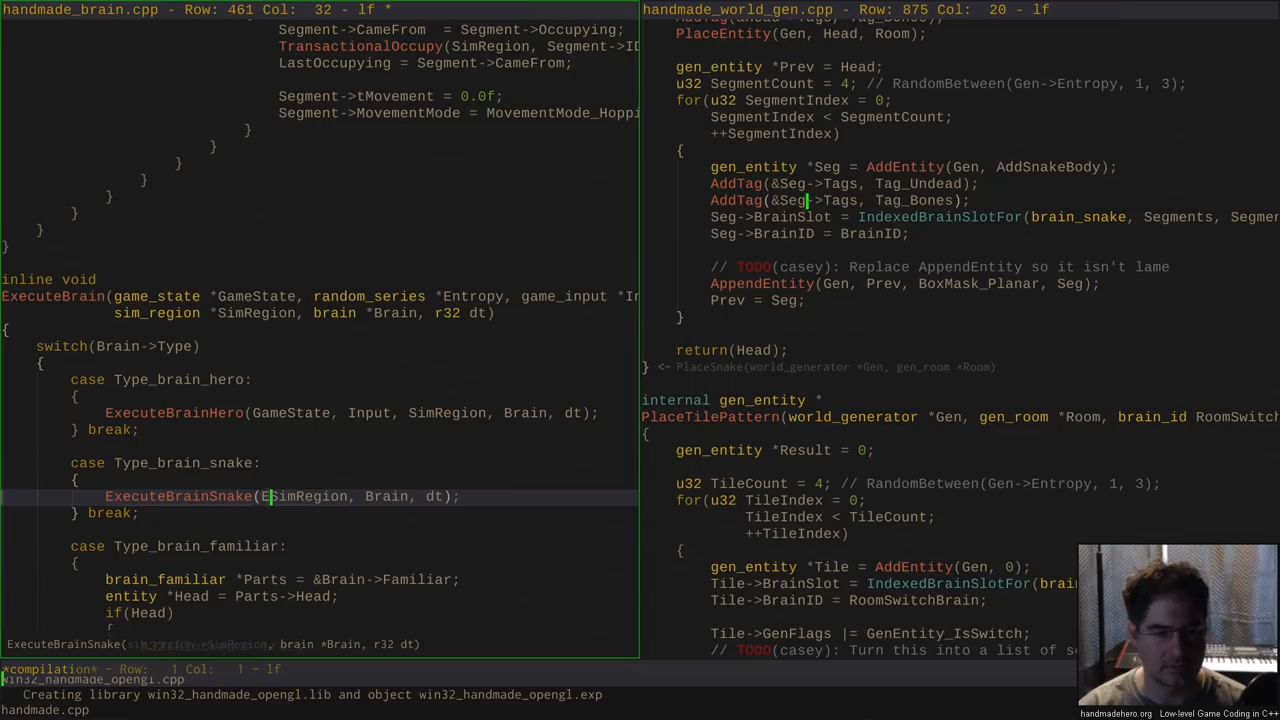 handmade_brain.cpp - Row: 461 Col:  32 - lf *
Segment->CameFrom  = Segment->Occupying;
TransactionalOccupy(SimRegion, Segment->ID
LastOccupying = Segment->CameFrom;
Segment->tMovement = 0.0f;
Segment->MovementMode = MovementMode_Hoppi
}
}
}
}
}
}
}
}
inline void
ExecuteBrain(game_state *GameState, random_series *Entropy, game_input *In
sim_region *SimRegion, brain *Brain, r32 dt)
{
switch(Brain->Type)
{
case Type_brain_hero:
{
ExecuteBrainHero(GameState, Input, SimRegion, Brain, dt);
} break;
case Type_brain_snake:
{
ExecuteBrainSnake(ESimRegion, Brain, dt);
} break;
case Type_brain_familiar:
{
brain_familiar *Parts = &Brain->Familiar;
entity *Head = Parts->Head;
if(Head)
{
ExecuteBrainSnake(sim_region *SimRegion, brain *Brain, r32 dt)
handmade_world_gen.cpp - Row: 875 Col:  20 - lf
PlaceEntity(Gen, Head, Room);
gen_entity *Prev = Head;
u32 SegmentCount = 4; // RandomBetween(Gen->Entropy, 1, 3);
for(u32 SegmentIndex = 0;
SegmentIndex < SegmentCount;
++SegmentIndex)
{
gen_entity *Seg = AddEntity(Gen, AddSnakeBody);
AddTag(&Seg->Tags, Tag_Undead);
AddTag(&Seg->Tags, Tag_Bones);
Seg->BrainSlot = IndexedBrainSlotFor(brain_snake, Segments, Segmen
Seg->BrainID = BrainID;
// TODO(casey): Replace AppendEntity so it isn't lame
AppendEntity(Gen, Prev, BoxMask_Planar, Seg);
Prev = Seg;
}
return(Head);
} <- PlaceSnake(world_generator *Gen, gen_room *Room)
internal gen_entity *
PlaceTilePattern(world_generator *Gen, gen_room *Room, brain_id RoomSwitch
{
gen_entity *Result = 0;
u32 TileCount = 4; // RandomBetween(Gen->Entropy, 1, 3);
for(u32 TileIndex = 0;
TileIndex < TileCount;
++TileIndex)
{
gen_entity *Tile = AddEntity(Gen, 0);
Tile->BrainSlot = IndexedBrainSlotFor(brai
Tile->BrainID = RoomSwitchBrain;
Tile->GenFlags |= GenEntity_IsSwitch;
// TODO(casey): Turn this into a list of s
*compilation* - Row:   1 Col:   1 - lf
win32_handmade_opengl.cpp
Creating library win32_handmade_opengl.lib and object win32_handmade_opengl.exp
handmade.cpp
handmadehero.org - Low-level Game Coding in C++